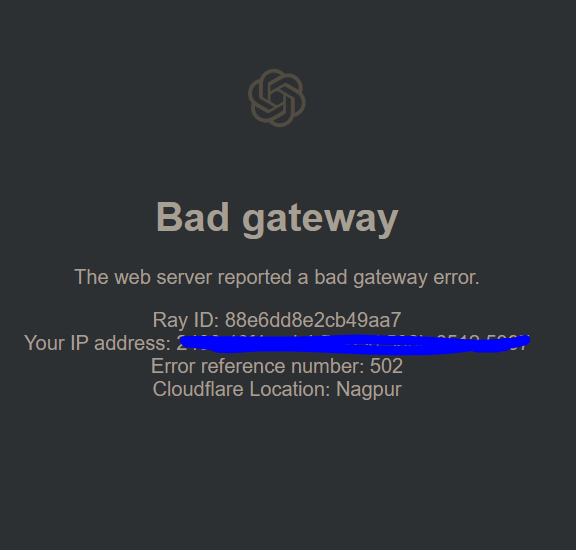 Bad gateway
The web server reported a bad gateway error.
Ray ID: 88e6dd8e2cb49aa7
Your IP address:
Error reference number: 502
Cloudflare Location: Nagpur